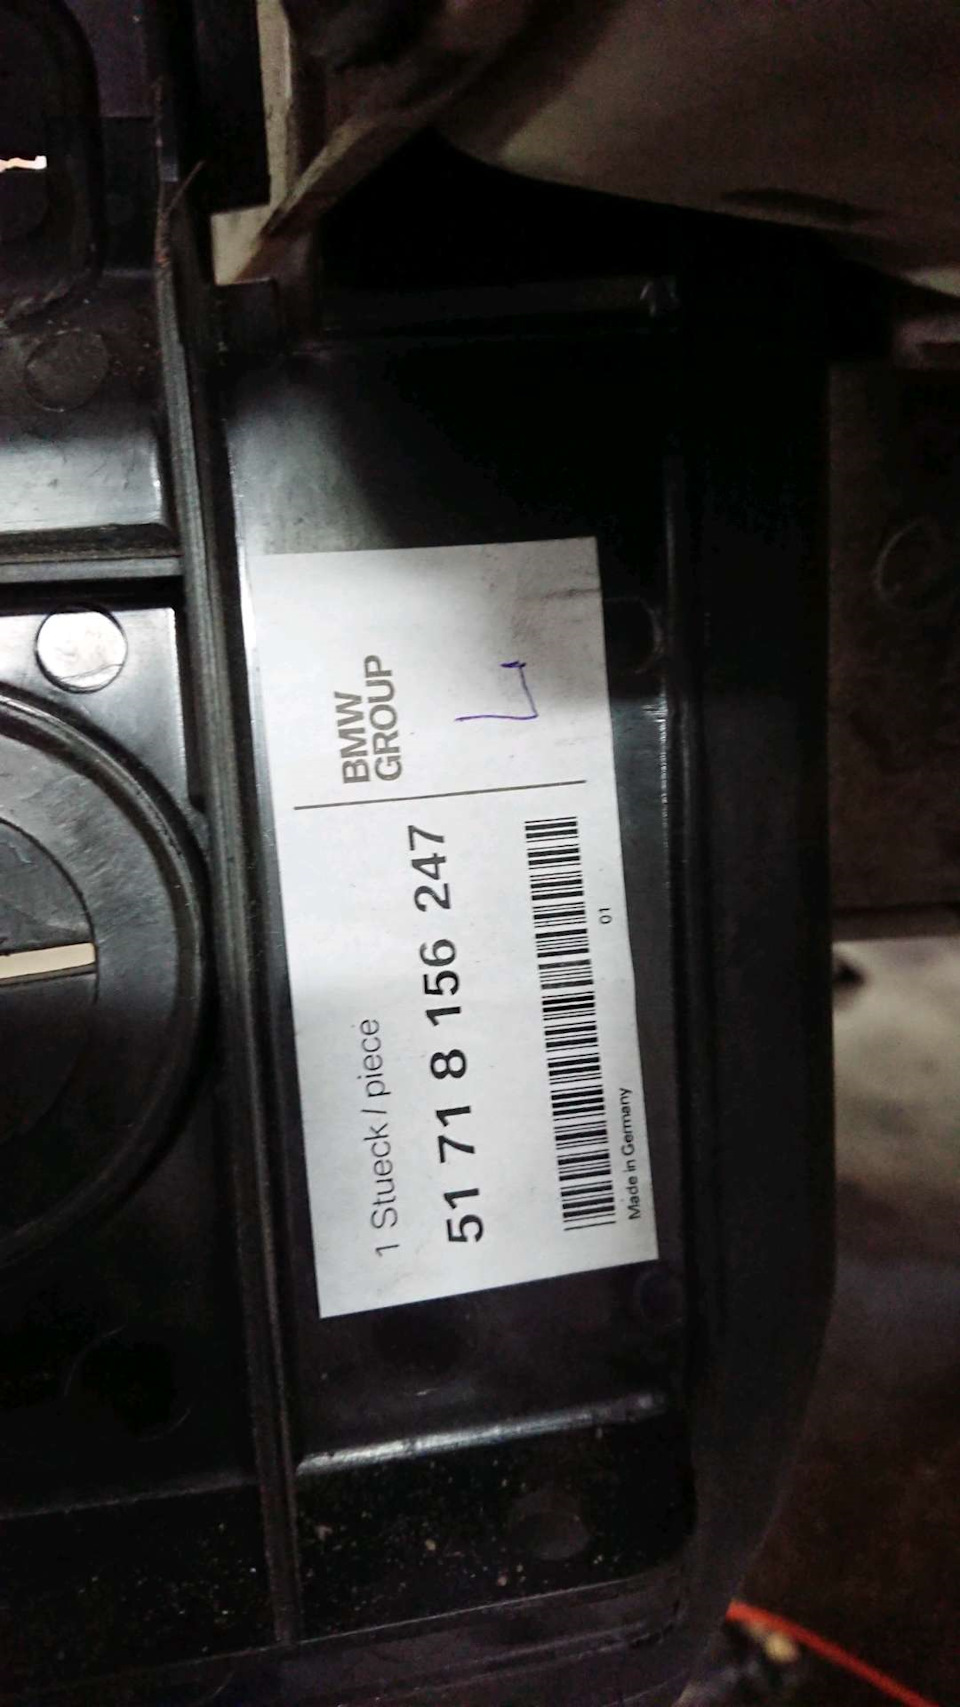 1 Stueck / piece
51 71 8 156 247
01
Made in Germany
BMW
GROUP
L